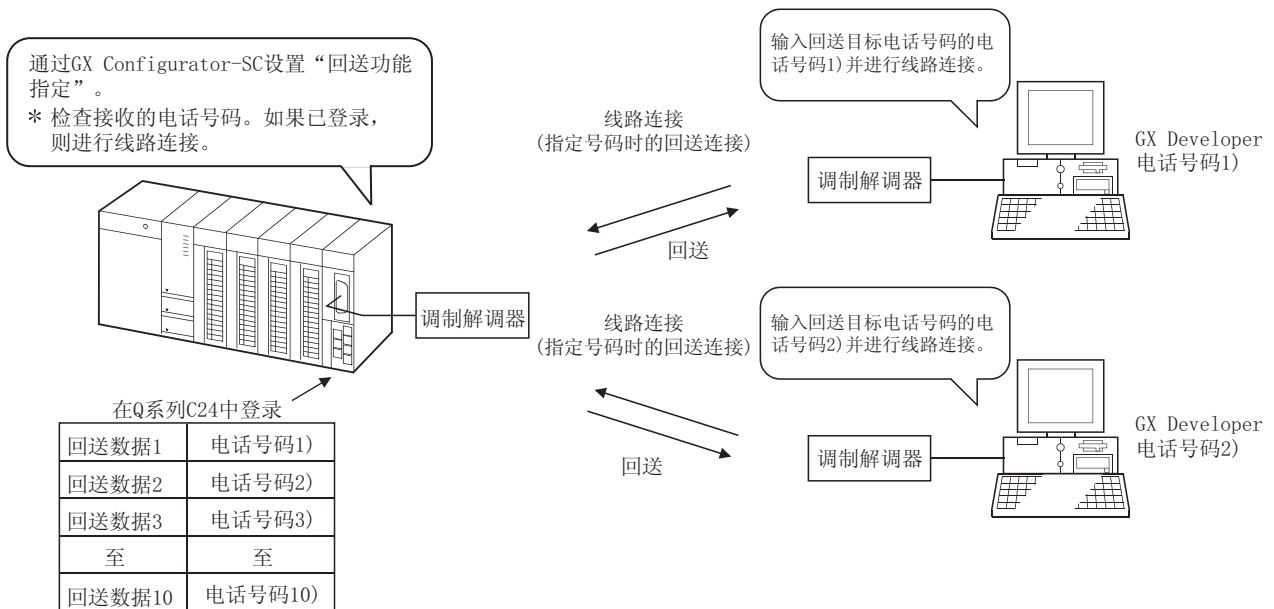 通过GX Configurator-SC设置“回送功能
指定”。
* 检查接收的电话号码。如果已登录，
则进行线路连接。
调制解调器
在Q系列C24中登录
回送数据1 电话号码1)
回送数据2 电话号码2)
回送数据3 电话号码3)
至 至
回送数据10 电话号码10)
线路连接
(指定号码时的回送连接)
回送
输入回送目标电话号码的电
话号码1)并进行线路连接。
调制解调器
GX Developer
电话号码1)
线路连接
(指定号码时的回送连接)
回送
输入回送目标电话号码的电
话号码2)并进行线路连接。
调制解调器
GX Developer
电话号码2)